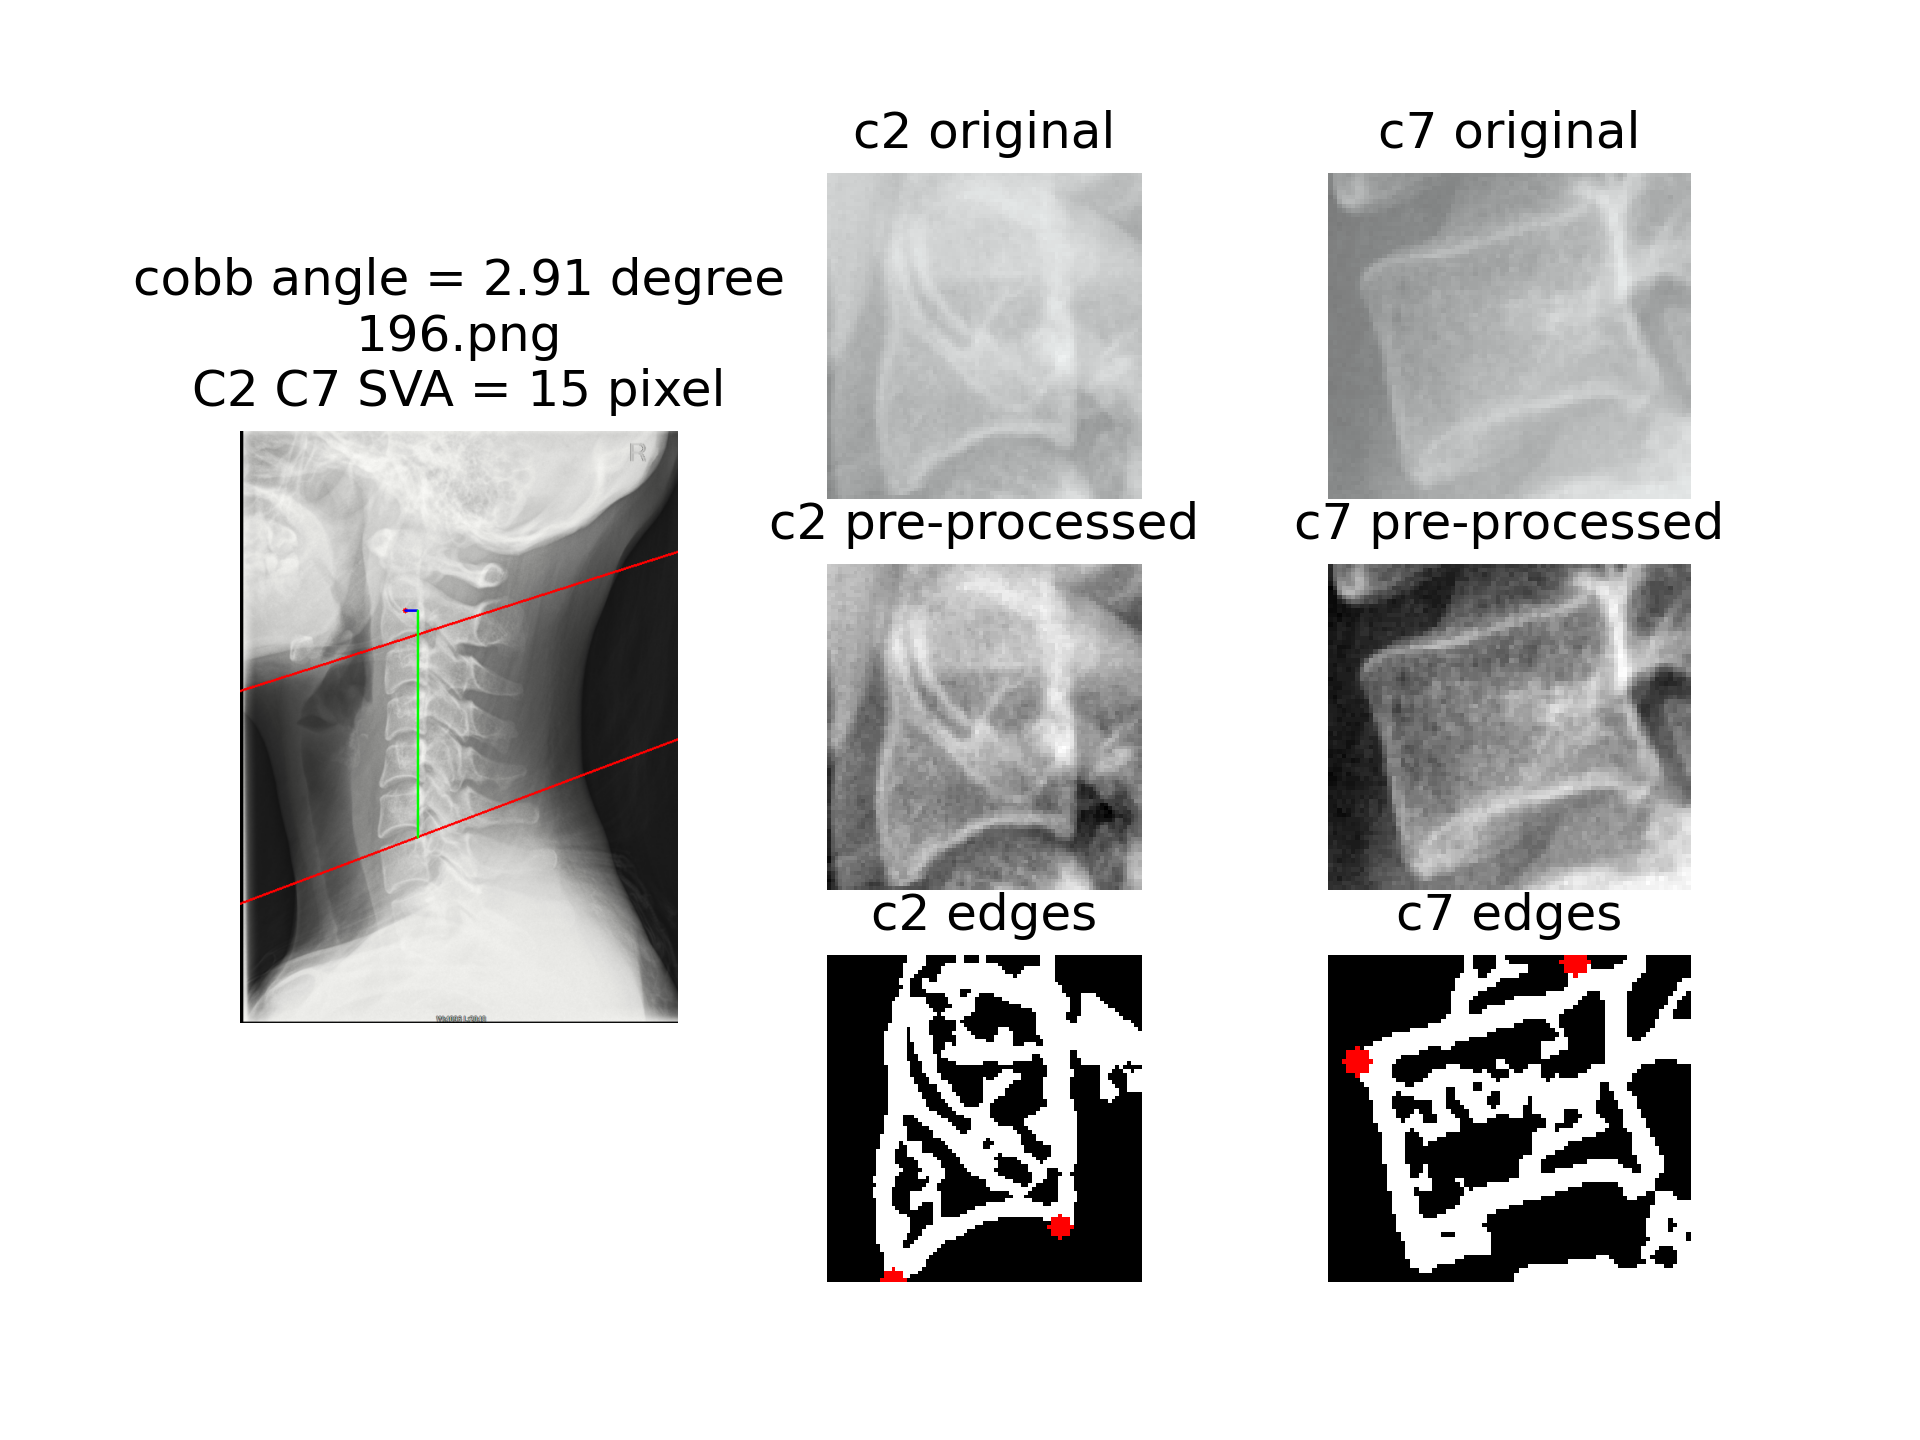 cobb angle = 2.91 degree
196.png
C2 C7 SVA = 15 pixel
R
c2 original
c7 original
c2 pre-processed
c7 pre-processed
c2 edges
c7 edges